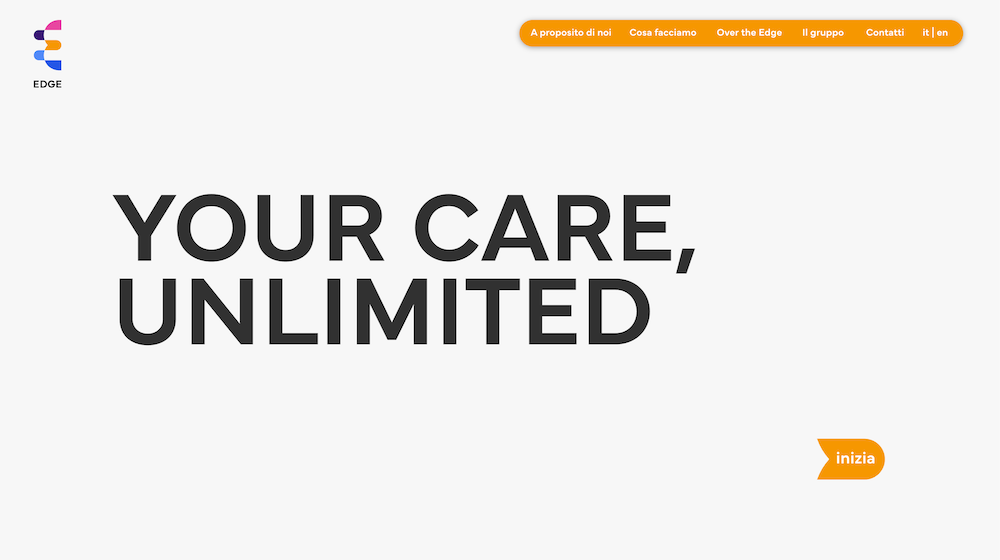 EDGE
A proposito di noi Cosa facciamo Over the Edge Il gruppo Contatti it | en
YOUR CARE,
UNLIMITED
inizia